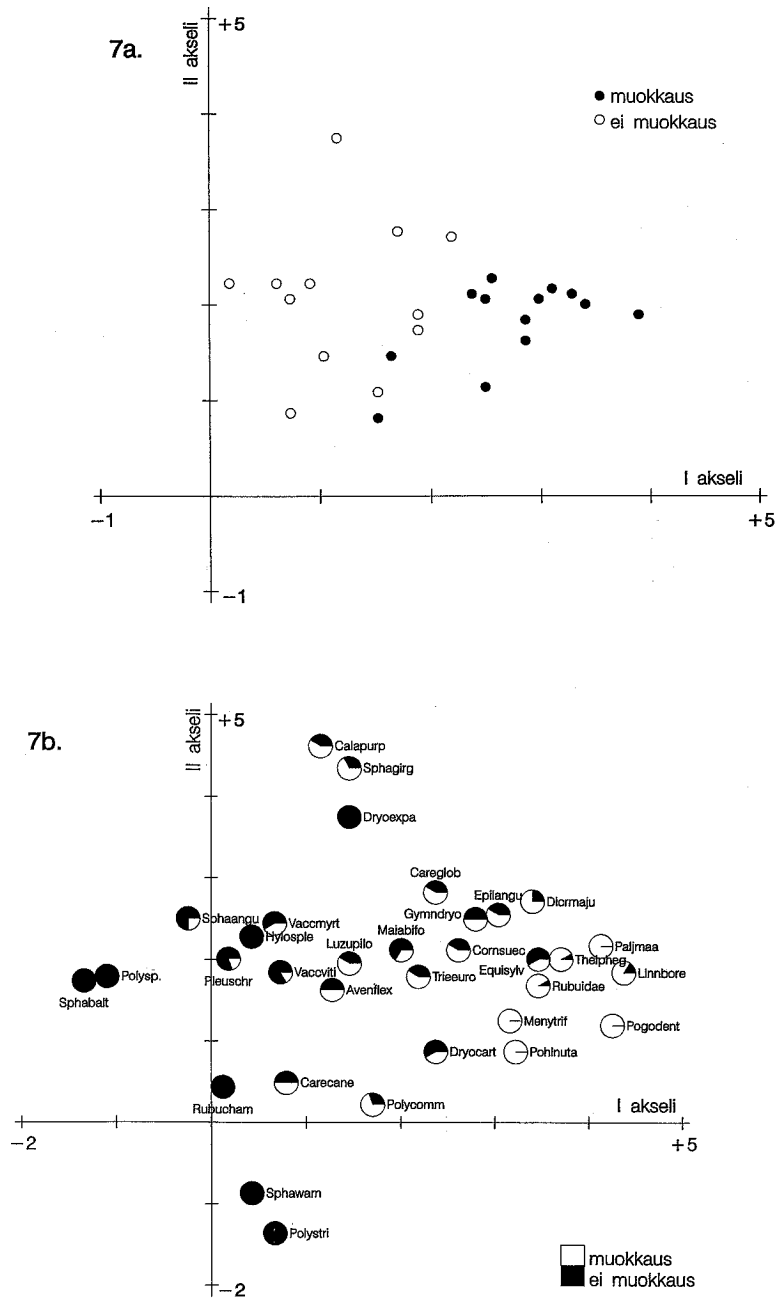 7a.
+5
II akseli
muokkaus
ei muokkaus
I akseli
−1
+5
−1
7b.
+5
II akseli
Calapurp
Sphagirg
Dryoexpa
Careglob
Epilangu
Diormaju
Gymndryo
Sphaangu
Vaccmyrt
Hylosple
Maiabifo
Luzupilo
Cornsuec
Paljmaa
Equisylv
Thelpheg
Linnbore
Pleuschr
Vaccviti
Trieeuro
Polysp.
Sphabalt
Avenflex
Rubuidae
Menytrif
Pogodent
Dryocart
Pohlnuta
Carecane
Rubucham
Polycomm
I akseli
−2
+5
Sphawarn
Polystri
muokkaus
ei muokkaus
−2